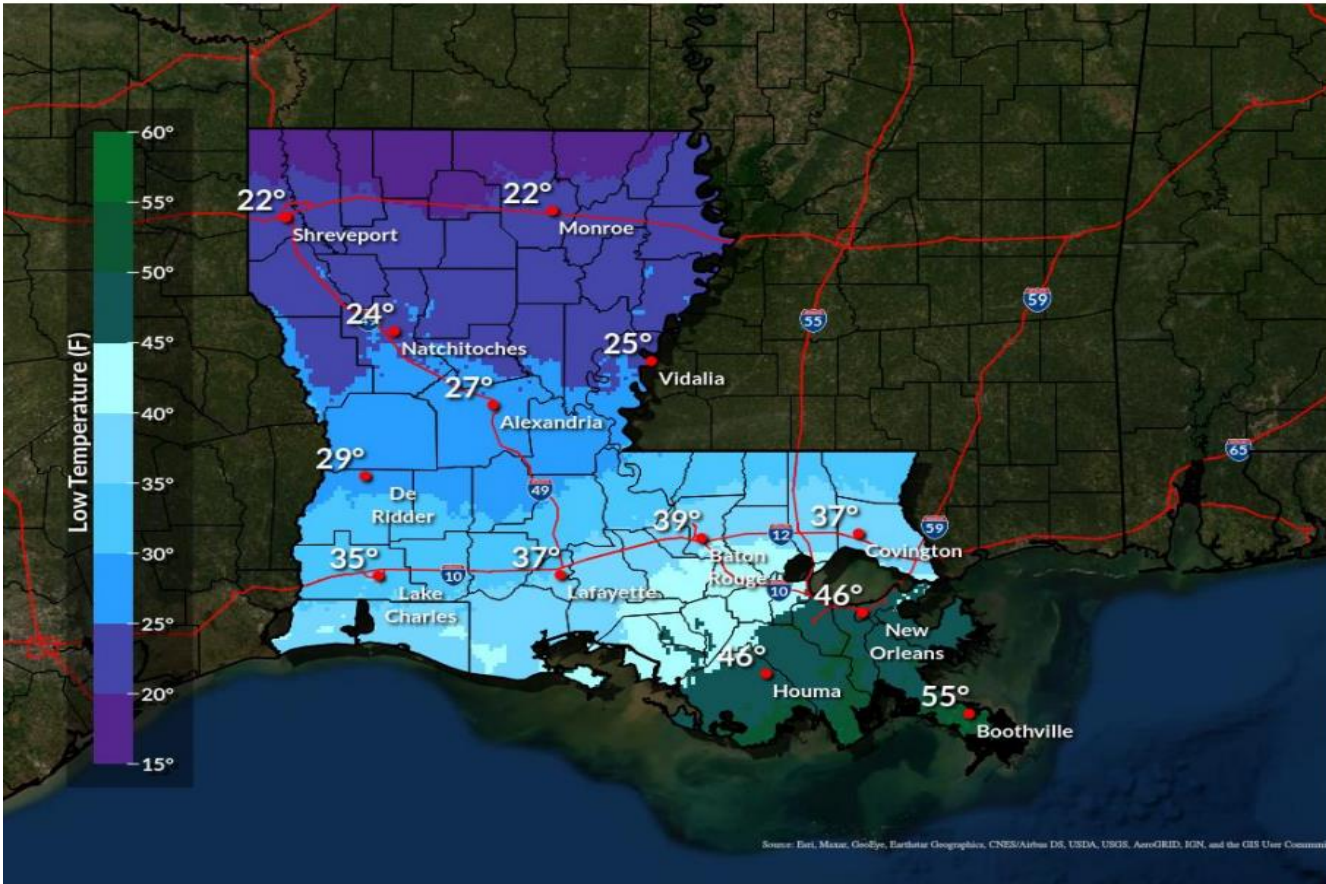 60°
55°
50°
45°
40°
35°
30°
25°
20°
15°
Low Temperature (F)
22°
Shreveport
22°
Monroe
24°
Natchitoches
25°
Vidalia
27°
Alexandria
29°
De
Ridder
35°
Lake
Charles
37°
Lafayette
39°
Baton
Rouge
37°
Covington
46°
New
Orleans
46°
Houma
55°
Boothville
55
59
65
49
12
59
10
10
Source: Esri, Maxar, GeoEye, Earthstar Geographics, CNES/Airbus DS, USDA, USGS, AeroGRID, IGN, and the GIS User Communi